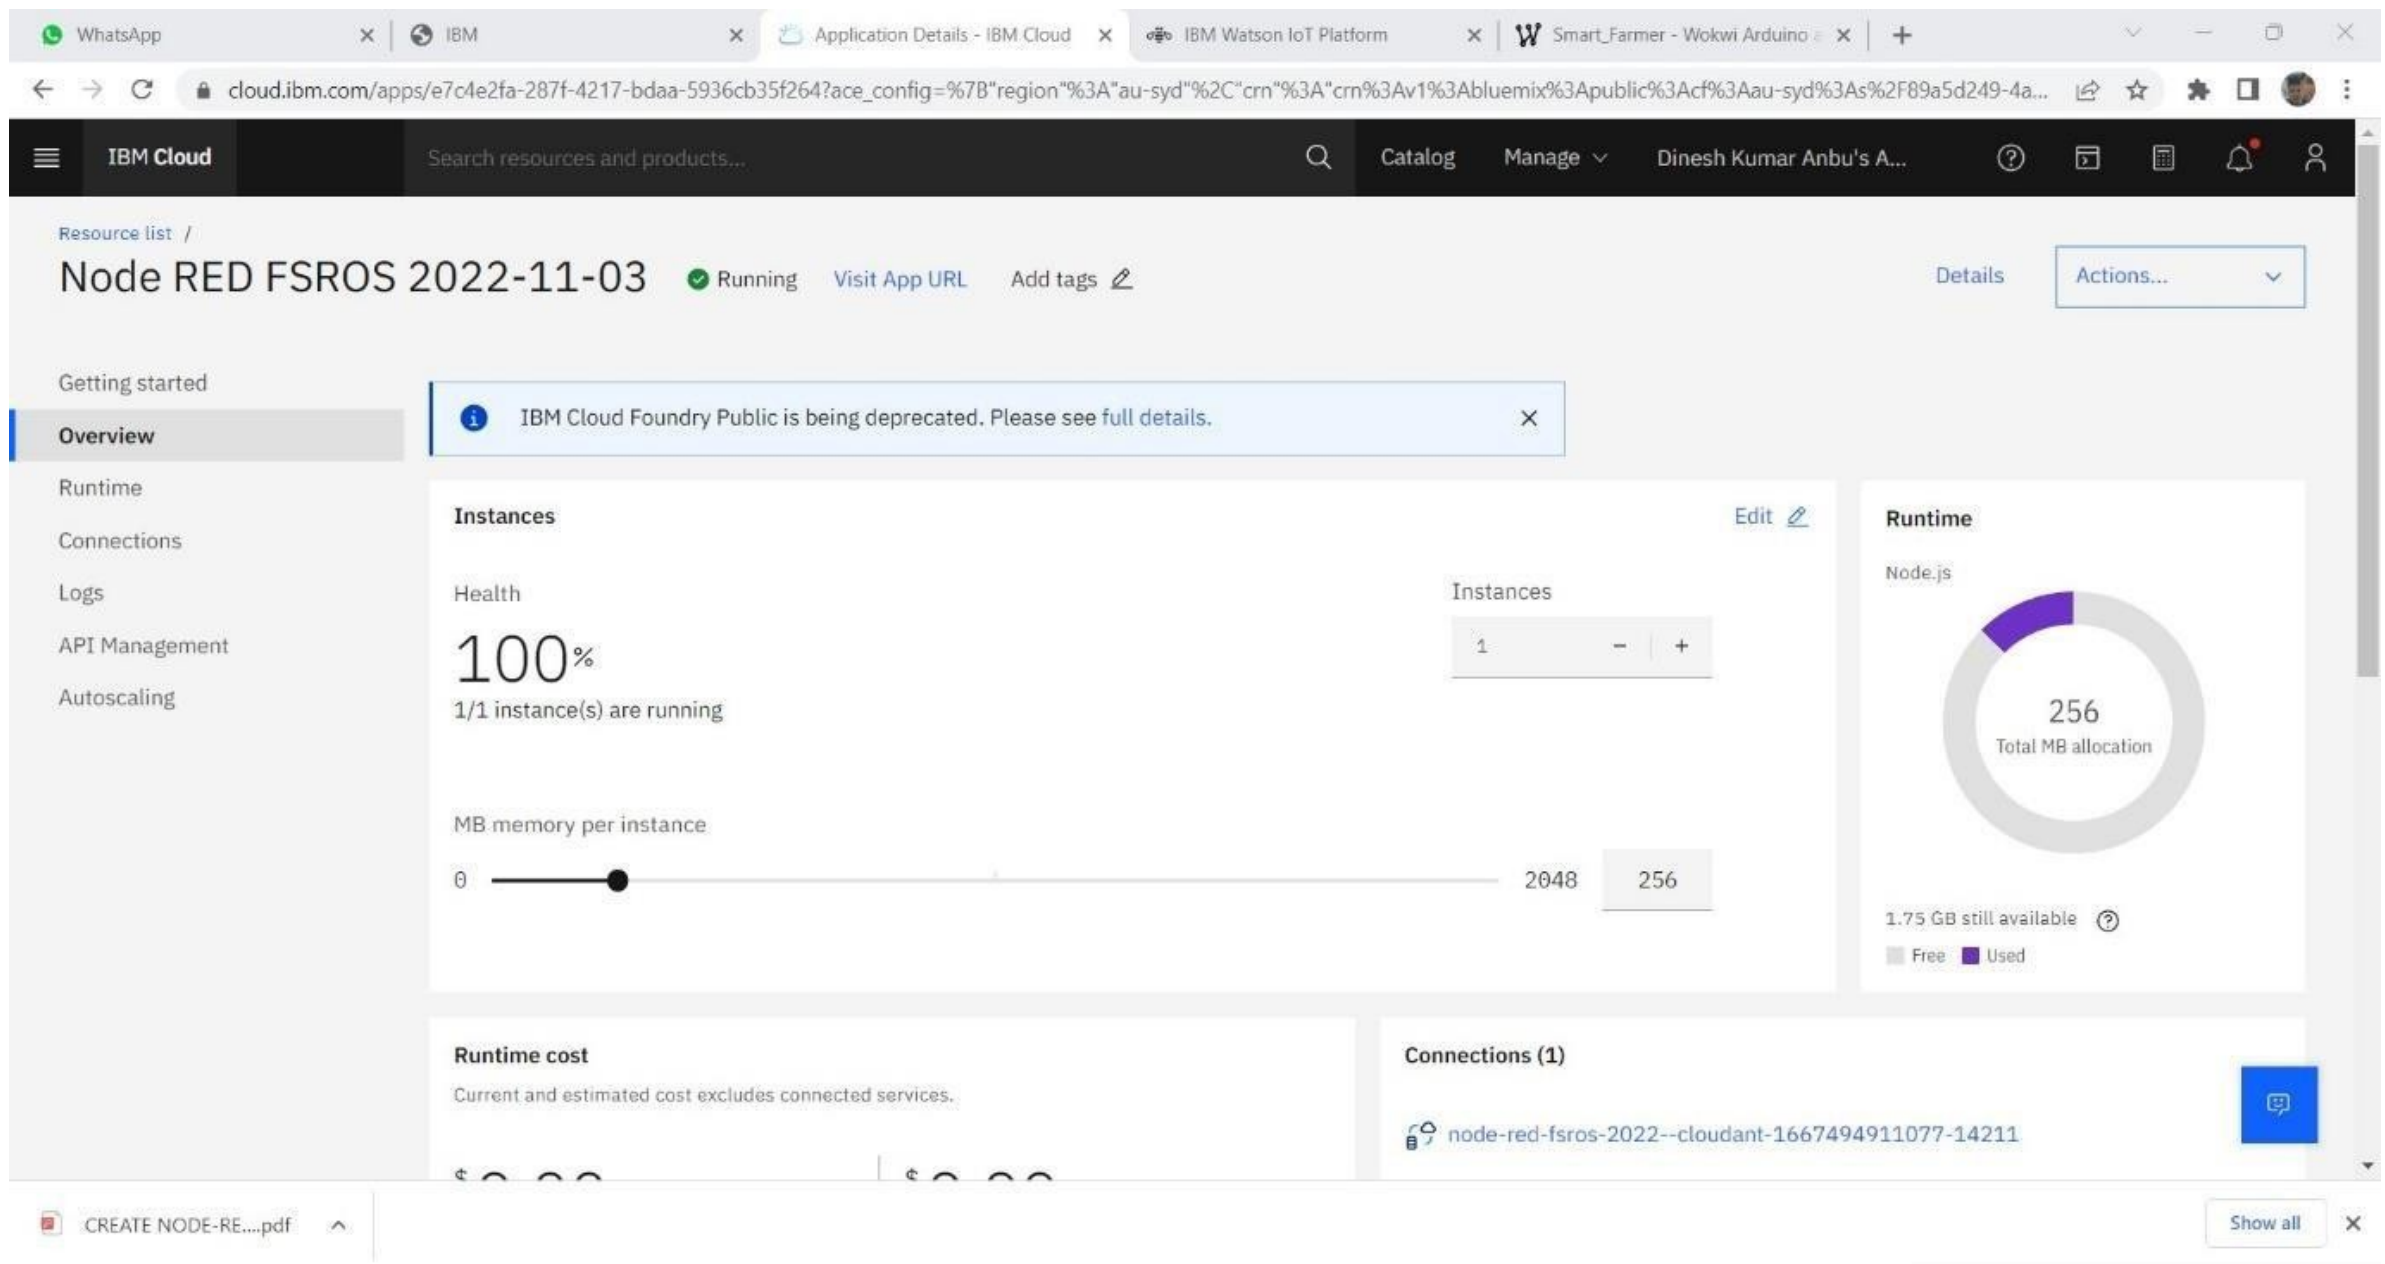 WhatsApp
IBM
Application Details - IBM Cloud
IBM Watson IoT Platform
Smart_Farmer - Wokwi Arduino
cloud.ibm.com/apps/e7c4e2fa-287f-4217-bdaa-5936cb35f264?ace_config=%7B"region"%3A"au-syd"%2C"crn"%3A"crn%3Av1%3Abluemix%3Apublic%3Acf%3Aau-syd%3As%2F89a5d249-4a...
IBM Cloud
Search resources and products...
Catalog
Manage
Dinesh Kumar Anbu's A...
Resource list /
Node RED FSROS 2022-11-03
Running
Visit App URL
Add tags
Details
Actions...
Getting started
Overview
Runtime
Connections
Logs
API Management
Autoscaling
IBM Cloud Foundry Public is being deprecated. Please see full details.
Instances
Edit
Health
100%
1/1 instance(s) are running
Instances
1 - +
MB memory per instance
0
2048
256
Runtime
Node.js
256
Total MB allocation
1.75 GB still available
Free
Used
Runtime cost
Current and estimated cost excludes connected services.
$
$
Connections (1)
node-red-fsros-2022--cloudant-1667494911077-14211
CREATE NODE-RE....pdf
Show all